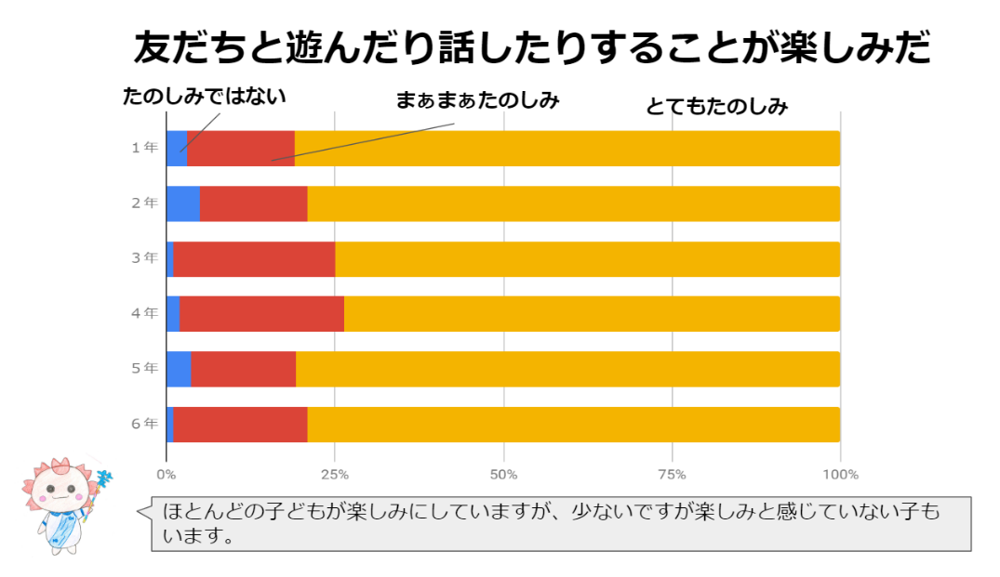 友だちと遊んだり話したりすることが楽しみだ
たのしみではない
まぁまぁたのしみ
とてもたのしみ
1年
2年
3年
4年
5年
6年
0%
25%
50%
75%
100%
ほとんどの子どもが楽しみにしていますが、少ないですが楽しみと感じていない子も
います。